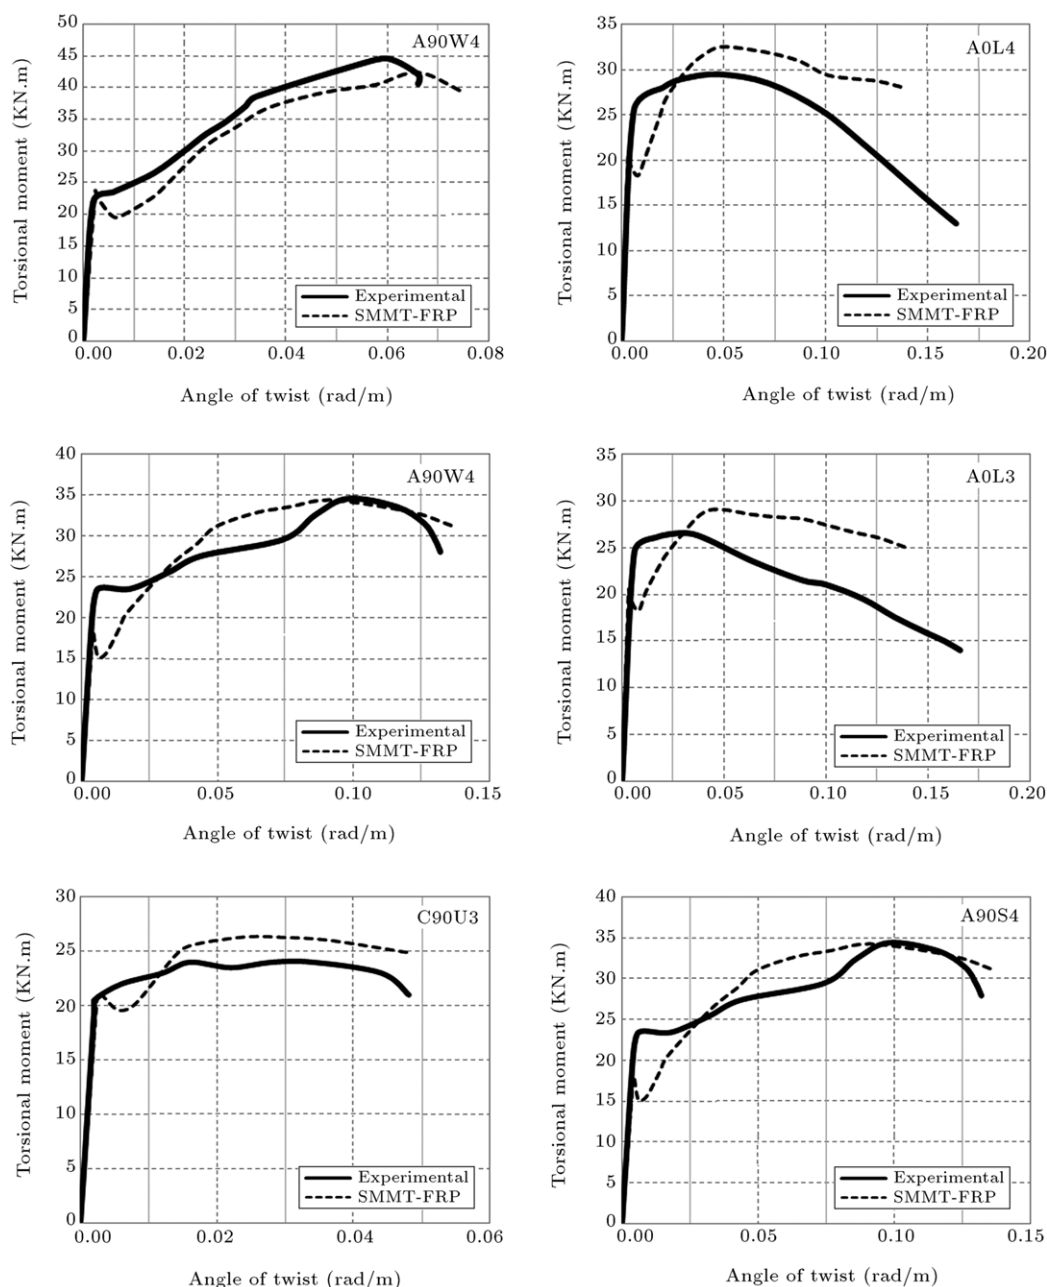 50
45
40
35
30
25
20
15
10
5
0
Torsional moment (KN.m)
A90W4
Experimental
SMMT-FRP
0.00 0.02 0.04 0.06 0.08
Angle of twist (rad/m)
35
30
25
20
15
10
5
0
Torsional moment (KN.m)
A0L4
Experimental
SMMT-FRP
0.00 0.05 0.10 0.15 0.20
Angle of twist (rad/m)
40
35
30
25
20
15
10
5
0
Torsional moment (KN.m)
A90W4
Experimental
SMMT-FRP
0.00 0.05 0.10 0.15
Angle of twist (rad/m)
35
30
25
20
15
10
5
0
Torsional moment (KN.m)
A0L3
Experimental
SMMT-FRP
0.00 0.05 0.10 0.15 0.20
Angle of twist (rad/m)
30
25
20
15
10
5
0
Torsional moment (KN.m)
C90U3
Experimental
SMMT-FRP
0.00 0.02 0.04 0.06
Angle of twist (rad/m)
40
35
30
25
20
15
10
5
0
Torsional moment (KN.m)
A90S4
Experimental
SMMT-FRP
0.00 0.05 0.10 0.15
Angle of twist (rad/m)